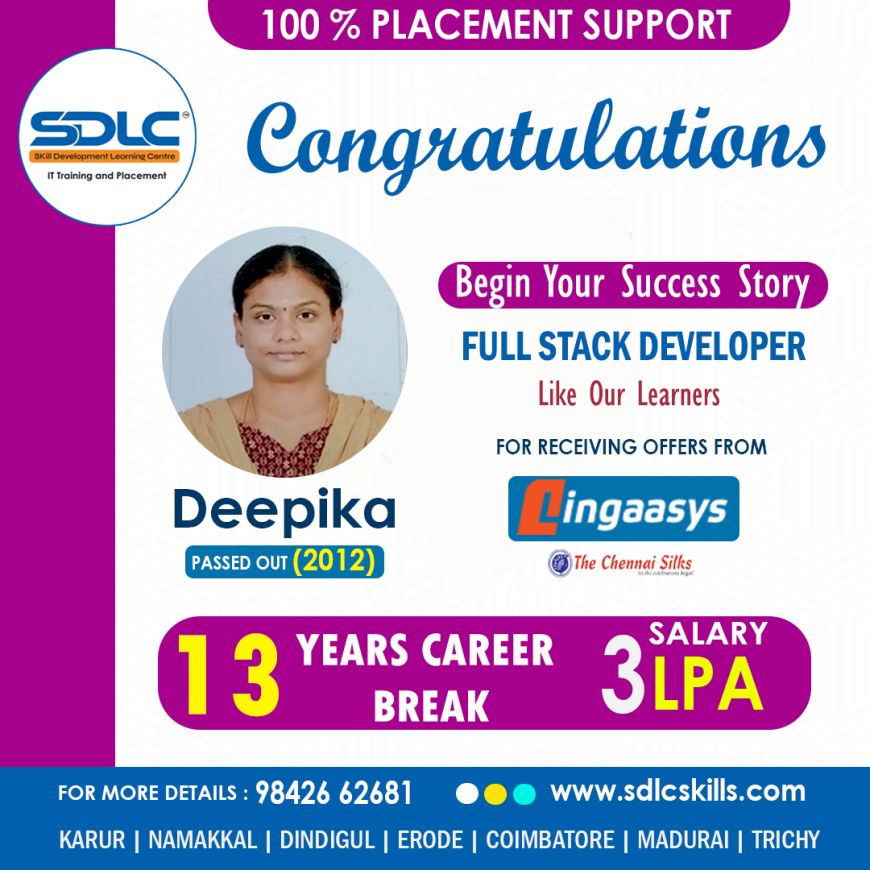 100 % PLACEMENT SUPPORT
SDLC
SKill Development Learning Centre
IT Training and Placement
Congratulations
Begin Your Success Story
FULL STACK DEVELOPER
Like Our Learners
FOR RECEIVING OFFERS FROM
Lingaasys
The Chennai Silks
Deepika
PASSED OUT (2012)
13 YEARS CAREER BREAK
SALARY
3 LPA
FOR MORE DETAILS : 98426 62681
www.sdlcskills.com
KARUR | NAMAKKAL | DINDIGUL | ERODE | COIMBATORE | MADURAI | TRICHY